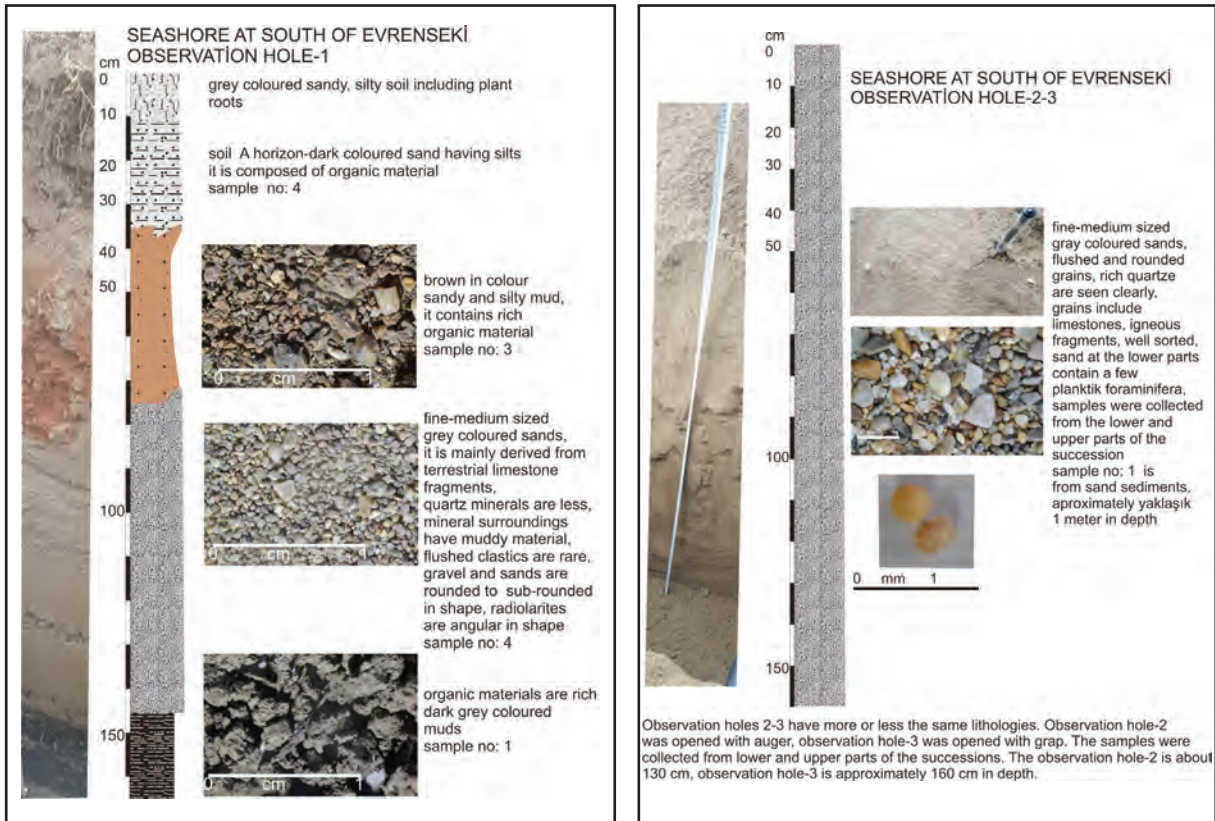 SEASHORE AT SOUTH OF EVRENSEKİ
OBSERVATİON HOLE-1
cm
0
10
20
30
40
50
100
150
grey coloured sandy, silty soil including plant
roots
soil A horizon-dark coloured sand having silts
it is composed of organic material
sample no: 4
brown in colour
sandy and silty mud,
it contains rich
organic material
sample no: 3
0 cm 1
fine-medium sized
grey coloured sands,
it is mainly derived from
terrestrial limestone
fragments,
quartz minerals are less,
mineral surroundings
have muddy material,
flushed clastics are rare,
gravel and sands are
rounded to sub-rounded
in shape, radiolarites
are angular in shape
sample no: 4
0 cm 1
organic materials are rich
dark grey coloured
muds
sample no: 1
0 cm 1
cm
0
10
20
30
40
50
100
150
SEASHORE AT SOUTH OF EVRENSEKİ
OBSERVATİON HOLE-2-3
fine-medium sized
gray coloured sands,
flushed and rounded
grains, rich quartze
are seen clearly,
grains include
limestones, igneous
fragments, well sorted,
sand at the lower parts
contain a few
planktik foraminifera,
samples were collected
from the lower and
upper parts of the
succession
sample no: 1 is
from sand sediments,
aproximately yaklaşık
1 meter in depth
0 mm 1
Observation holes 2-3 have more or less the same lithologies. Observation hole-2
was opened with auger, observation hole-3 was opened with grap. The samples were
collected from lower and upper parts of the successions. The observation hole-2 is about
130 cm, observation hole-3 is approximately 160 cm in depth.